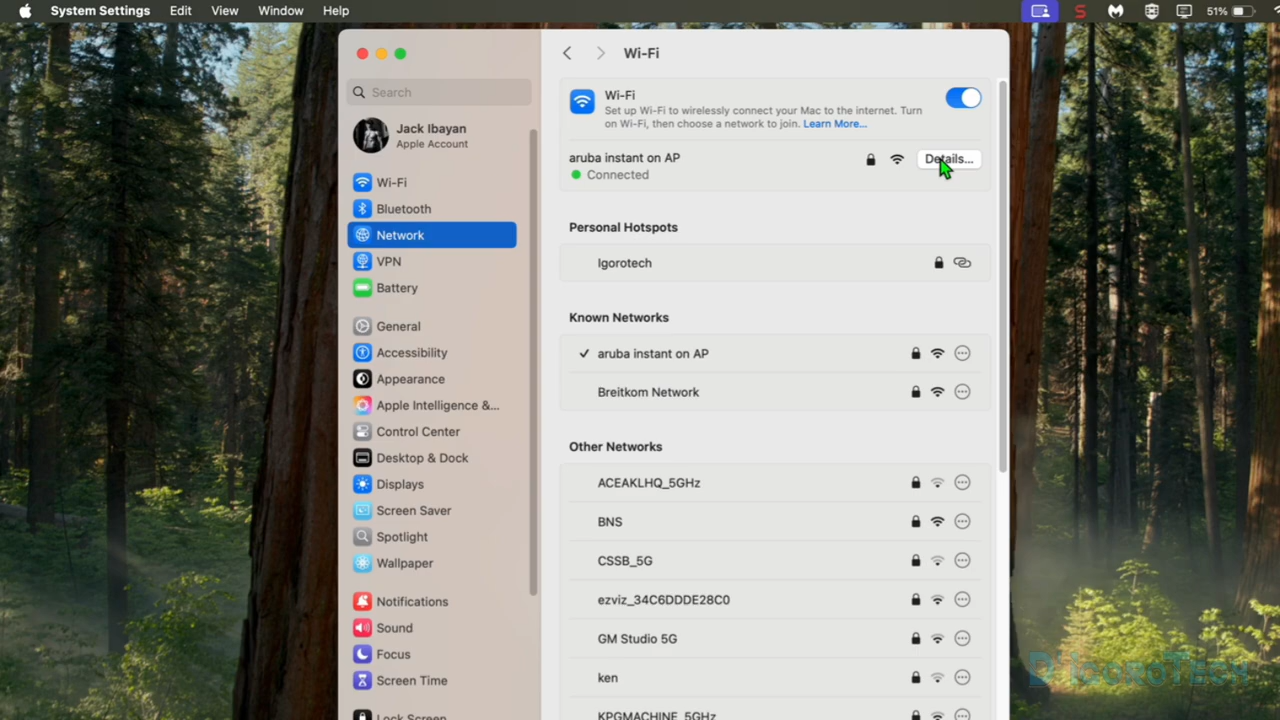 System Settings Edit View Window Help
S
51%
Wi-Fi
Search
Jack Ibayan
Apple Account
Wi-Fi
Bluetooth
Network
VPN
Battery
General
Accessibility
Appearance
Apple Intelligence &...
Control Center
Desktop & Dock
Displays
Screen Saver
Spotlight
Wallpaper
Notifications
Sound
Focus
Screen Time
Lock Screen
Wi-Fi
Set up Wi-Fi to wirelessly connect your Mac to the internet. Turn
on Wi-Fi, then choose a network to join. Learn More...
aruba instant on AP
Connected
Details...
Personal Hotspots
Igorotech
Known Networks
aruba instant on AP
Breitkom Network
Other Networks
ACEAKLHQ_5GHz
BNS
CSSB_5G
ezviz_34C6DDDE28C0
GM Studio 5G
ken
KPGMACHINE_5GHz
D'IGOROTECH